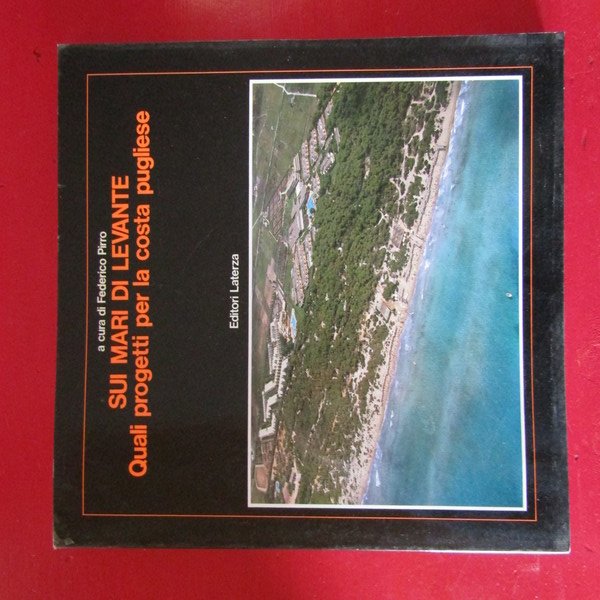 a cura di Federico Pirro
SUI MARI DI LEVANTE
Quali progetti per la costa pugliese
Editori Laterza